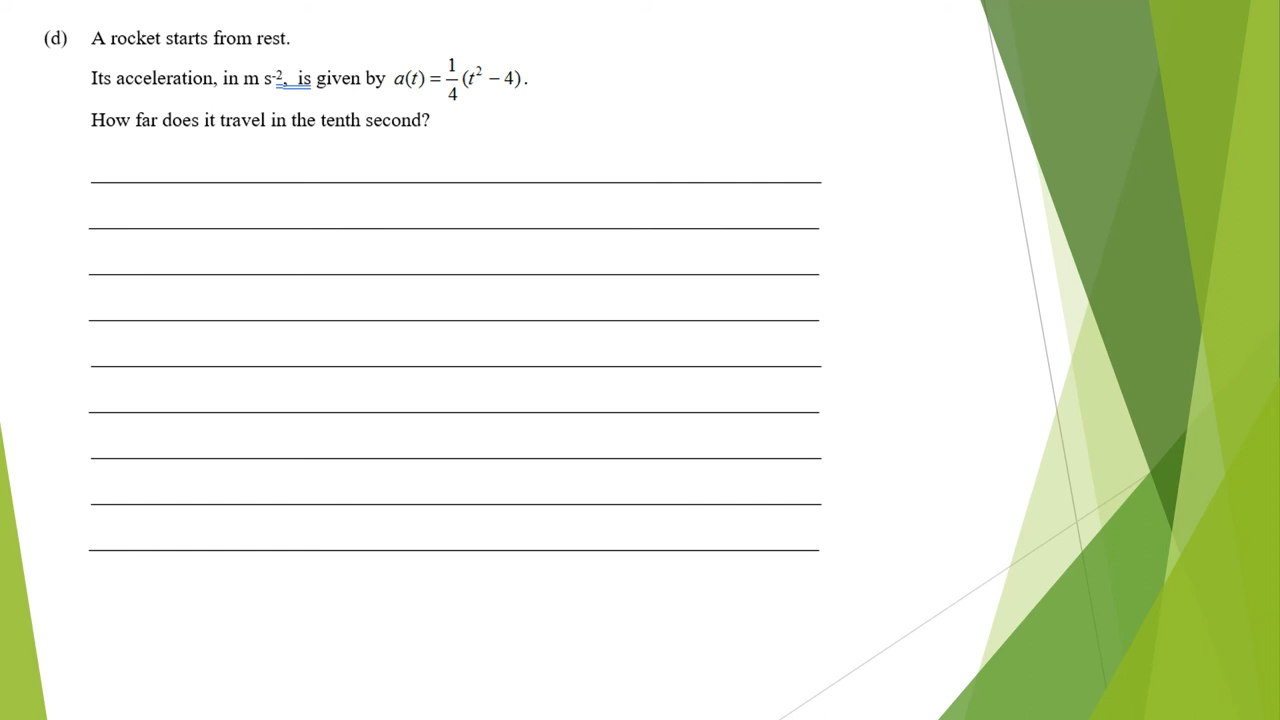 (d) A rocket starts from rest.
Its acceleration, in m s⁻², is given by a(t) = 1/4 (t² − 4).
How far does it travel in the tenth second?